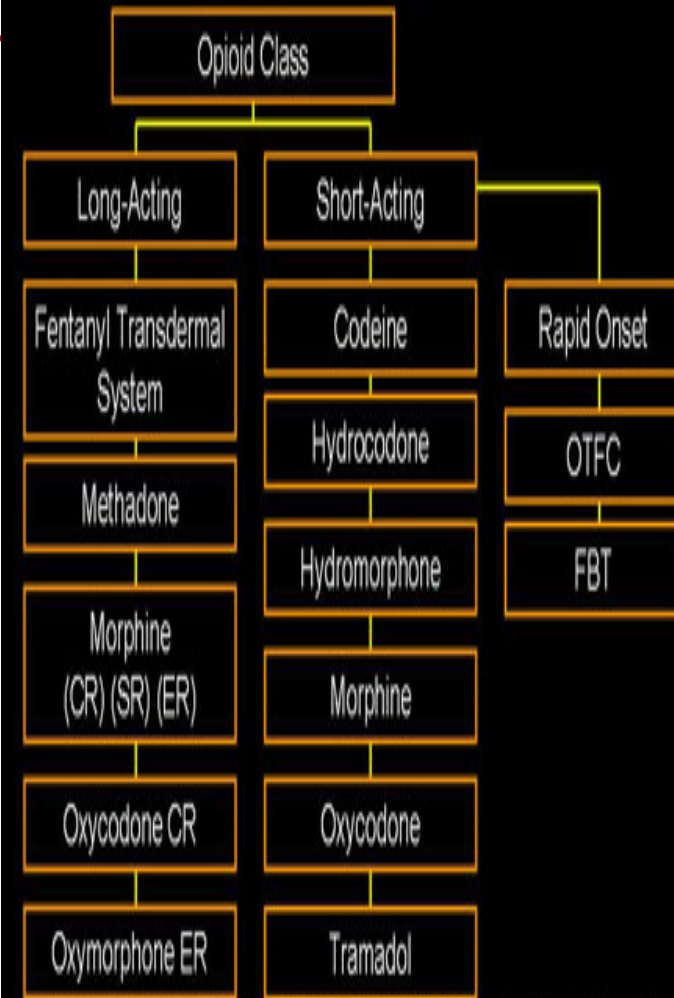 Opioid Class
Long-Acting
Fentanyl Transdermal
System
Methadone
Morphine
(CR) (SR) (ER)
Oxycodone CR
Oxymorphone ER
Short-Acting
Codeine
Hydrocodone
Hydromorphone
Morphine
Oxycodone
Tramadol
Rapid Onset
OTFC
FBT